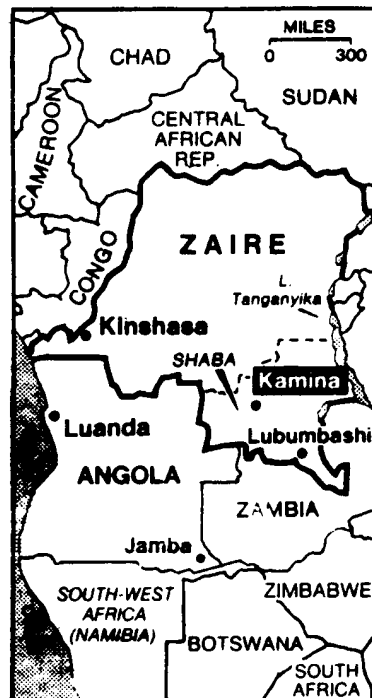 MILES
0 300
CHAD
SUDAN
CENTRAL
AFRICAN
REP.
CAMEROON
CONGO
ZAIRE
L.
Tanganyika
Kinshasa
SHABA
Kamina
Luanda
Lubumbashi
ANGOLA
ZAMBIA
Jamba
SOUTH-WEST
AFRICA
(NAMIBIA)
ZIMBABWE
BOTSWANA
SOUTH
AFRICA